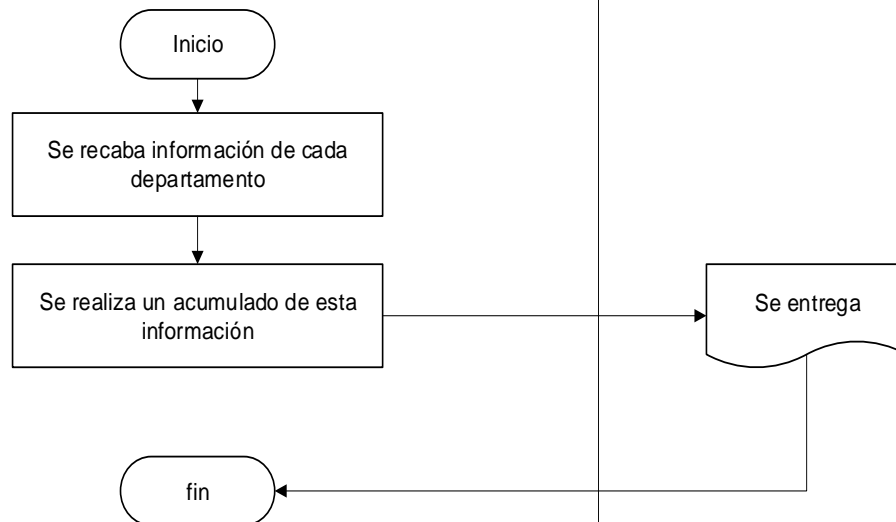 Inicio
Se recaba información de cada
departamento
Se realiza un acumulado de esta
información
Se entrega
fin